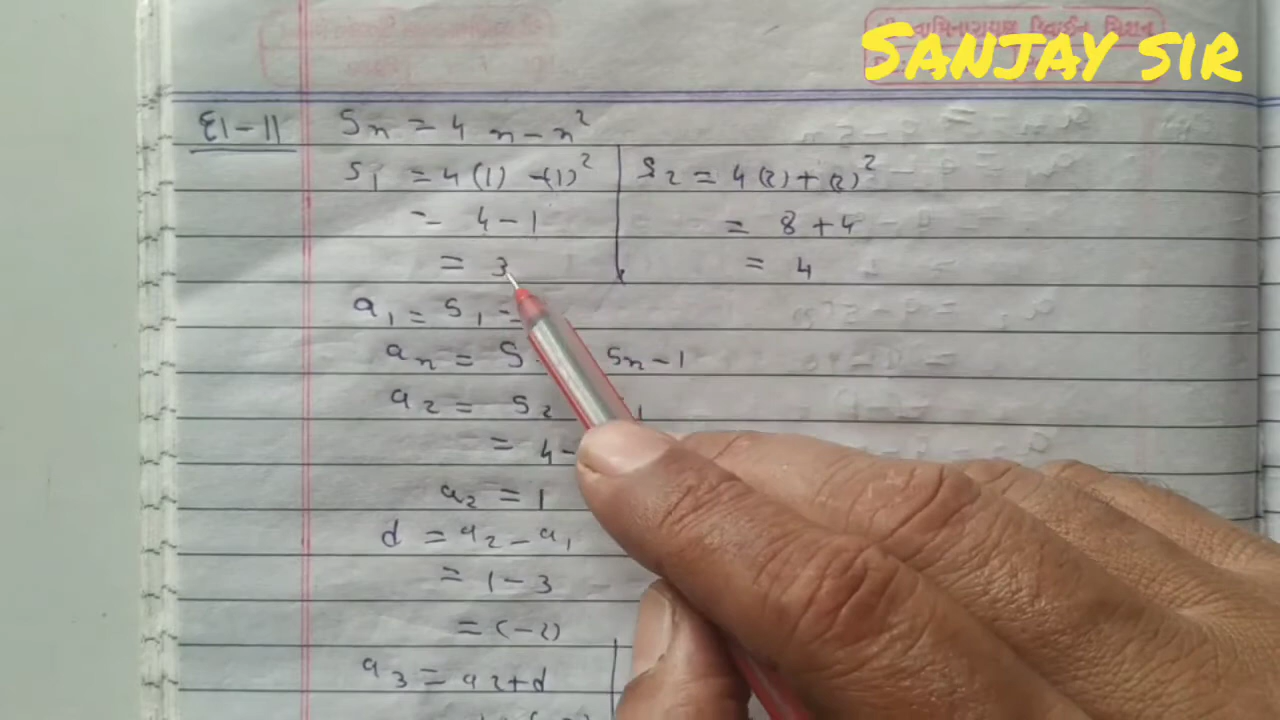 SANJAY SIR
દા-11 Sn = 4n - n²
S₁ = 4(1) - (1)²
= 4 - 1
= 3
S₂ = 4(2) + (2)²
= 8 + 4
= 4
a₁ = S₁ =
an = S Sn-1
a₂ = S₂ 1
= 4 -
a₂ = 1
d = a₂ - a₁
= 1 - 3
= (-2)
a₃ = a₂ + d